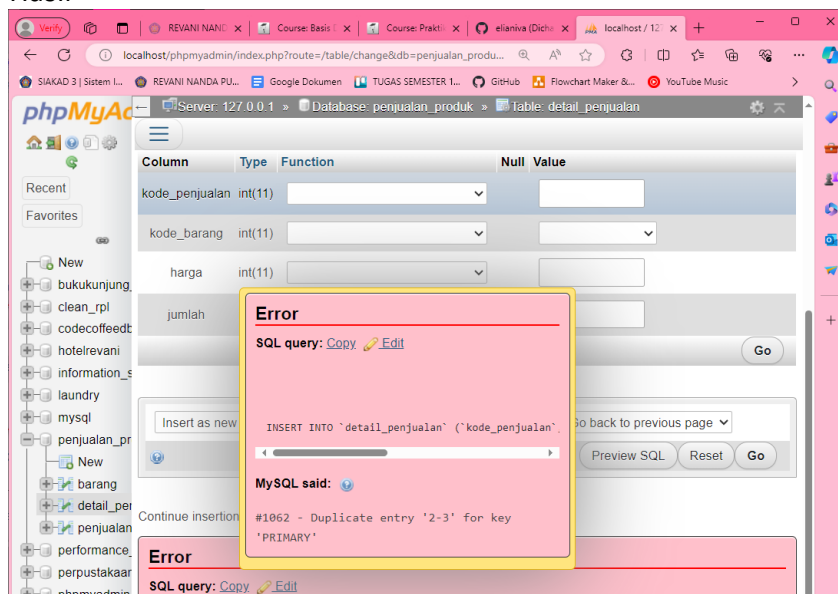 Verify
REVANI NAND
Course: Basis D
Course: Praktik
elianiva (Dicha
localhost / 127
localhost/phpmyadmin/index.php?route=/table/change&db=penjualan_produ...
SIAKAD 3 | Sistem I...
REVANI NANDA PU...
Google Dokumen
TUGAS SEMESTER 1...
GitHub
Flowchart Maker &...
YouTube Music
phpMyAd
Server: 127.0.0.1 » Database: penjualan_produk » Table: detail_penjualan
Recent
Favorites
New
bukukunjung
clean_rpl
codecoffeedb
hotelrevani
information_s
laundry
mysql
penjualan_pr
New
barang
detail_per
penjualan
performance_
perpustakaar
phpmyadmin
Column Type Function Null Value
kode_penjualan int(11)
kode_barang int(11)
harga int(11)
jumlah
Go
Insert as new
Go back to previous page
Preview SQL Reset Go
Continue insertion
Error
SQL query: Copy Edit
INSERT INTO `detail_penjualan` (`kode_penjualan`,
MySQL said:
#1062 - Duplicate entry '2-3' for key
'PRIMARY'
Error
SQL query: Copy Edit